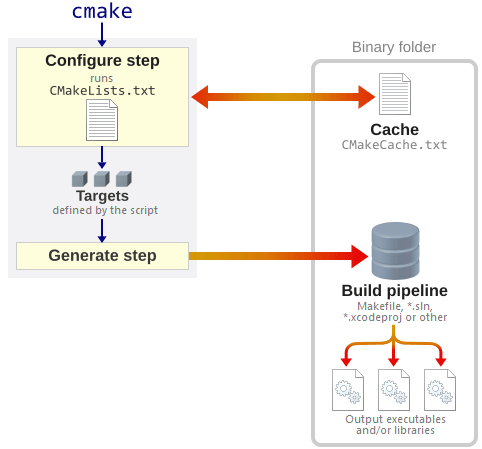 cmake
Configure step
runs
CMakeLists.txt
Targets
defined by the script
Generate step
Binary folder
Cache
CMakeCache.txt
Build pipeline
Makefile, *.sln,
*.xcodeproj or other
Output executables
and/or libraries